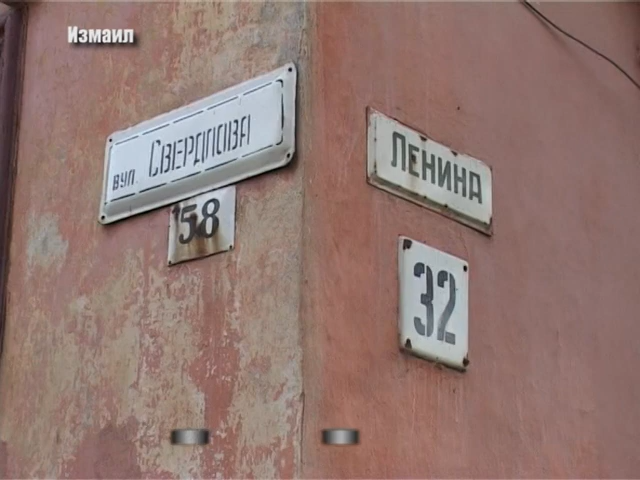 Измаил
вул. Свердлова
58
ЛЕНИНА
32